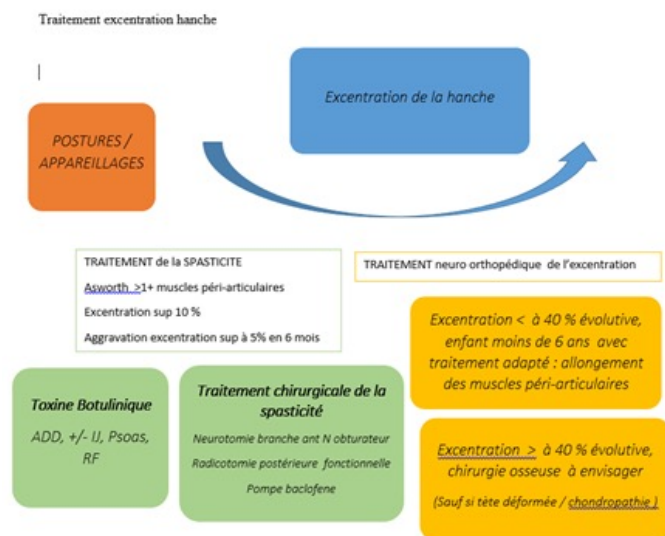 Traitement excentration hanche
Excentration de la hanche
POSTURES /
APPAREILLAGES
TRAITEMENT de la SPASTICITE
Asworth >1+ muscles péri-articulaires
Excentration sup 10 %
Aggravation excentration sup à 5% en 6 mois
TRAITEMENT neuro orthopédique de l'excentration
Toxine Botulinique
ADD, +/- IJ, Psoas,
RF
Traitement chirurgicale de la
spasticité
Neurotomie branche ant N obturateur
Radicotomie postérieure fonctionnelle
Pompe baclofene
Excentration < à 40 % évolutive,
enfant moins de 6 ans avec
traitement adapté : allongement
des muscles péri-articulaires
Excentration > à 40 % évolutive,
chirurgie osseuse à envisager
(Sauf si tète déformée / chondropathie )